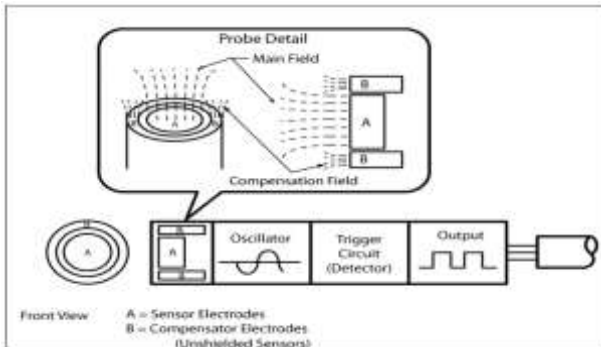 Probe Detail
Main Field
B
A
A
B
Compensation Field
B
A
B
A
Oscillator
Trigger
Circuit
(Detector)
Output
Front View
A = Sensor Electrodes
B = Compensator Electrodes
(Unshielded Sensors)